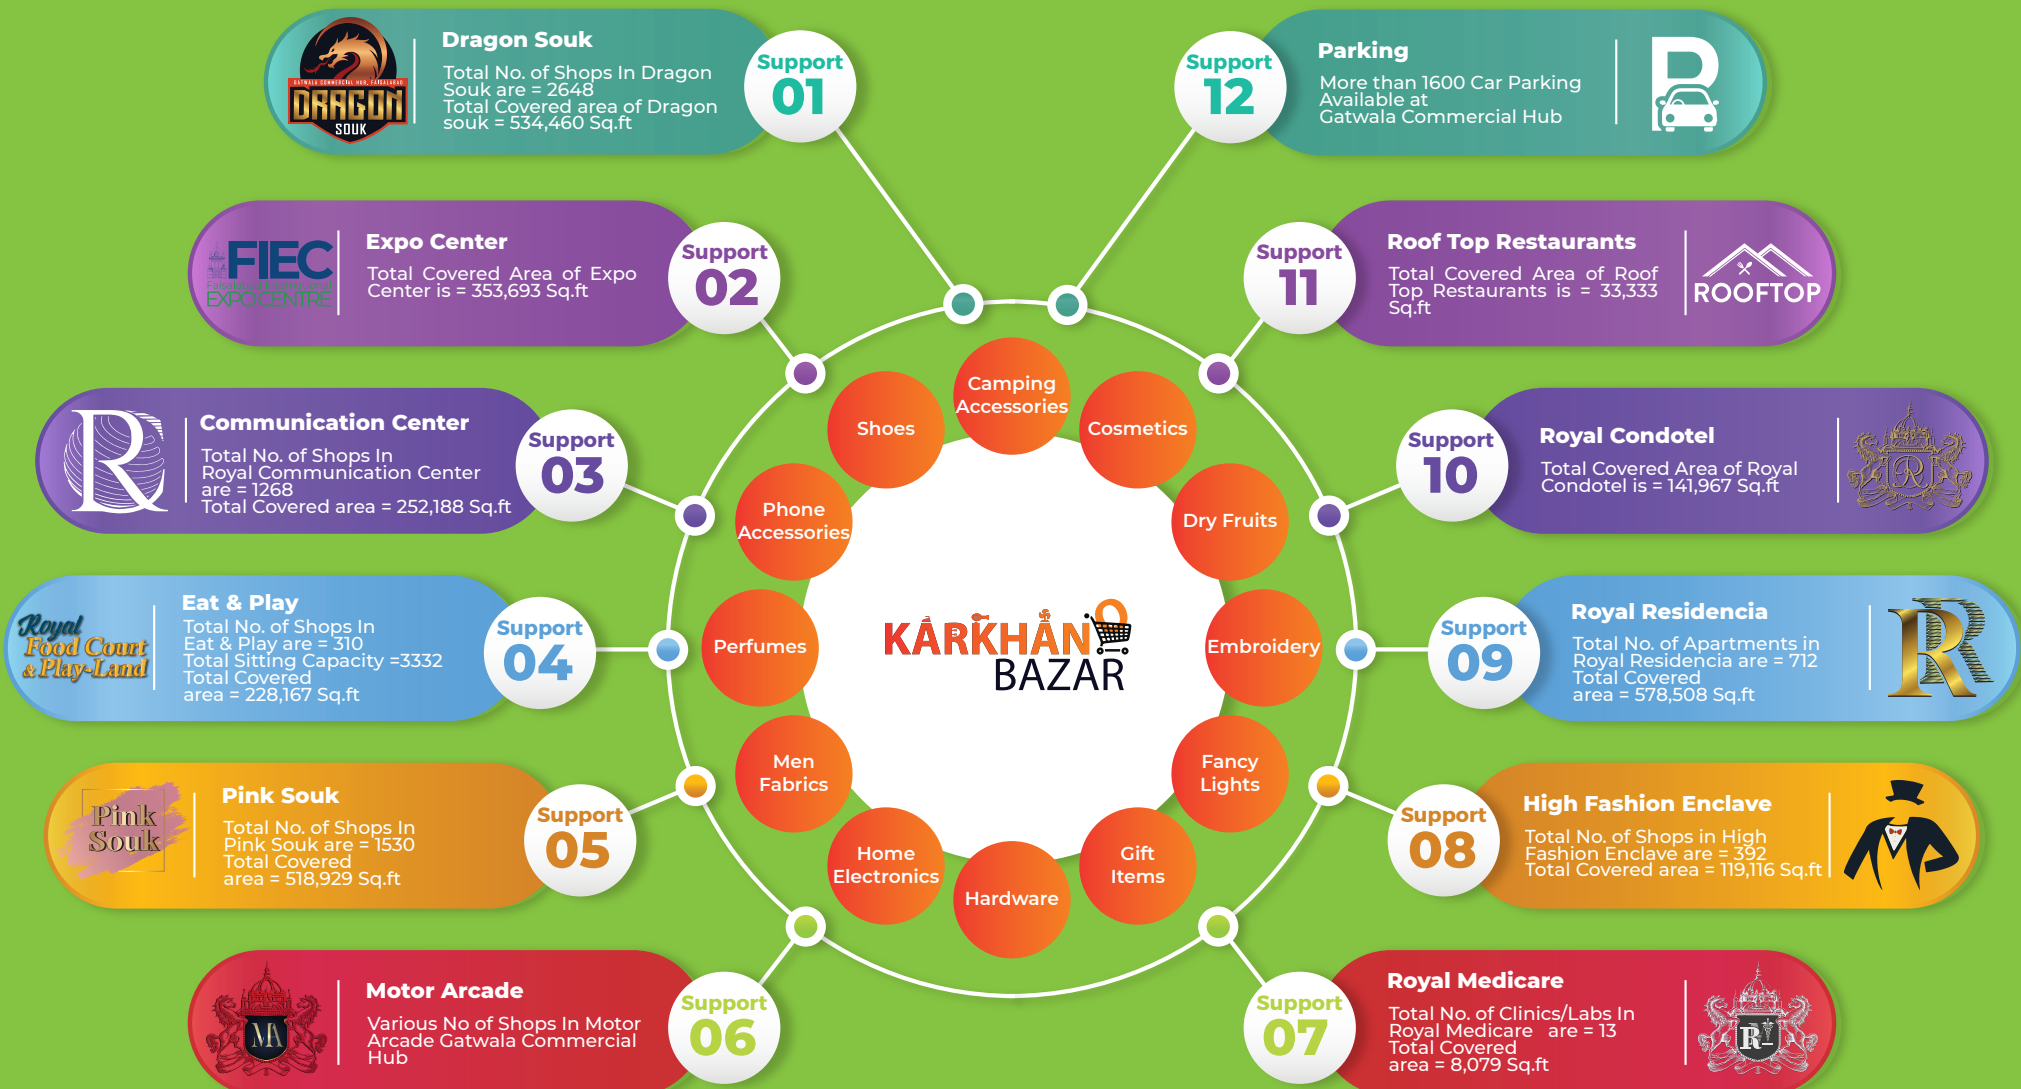 GATWALA COMMERCIAL HUB, FAISALABAD
DRAGON
SOUK
Dragon Souk
Total No. of Shops In Dragon
Souk are = 2648
Total Covered area of Dragon
souk = 534,460 Sq.ft
Support
01
Support
12
Parking
More than 1600 Car Parking
Available at
Gatwala Commercial Hub
FIEC
Faisalabad International
EXPO CENTRE
Expo Center
Total Covered Area of Expo
Center is = 353,693 Sq.ft
Support
02
Support
11
Roof Top Restaurants
Total Covered Area of Roof
Top Restaurants is = 33,333
Sq.ft
ROOFTOP
R
Communication Center
Total No. of Shops In
Royal Communication Center
are = 1268
Total Covered area = 252,188 Sq.ft
Support
03
Support
10
Royal Condotel
Total Covered Area of Royal
Condotel is = 141,967 Sq.ft
R
Royal
Food Court
& Play-Land
Eat & Play
Total No. of Shops In
Eat & Play are = 310
Total Sitting Capacity =3332
Total Covered
area = 228,167 Sq.ft
Support
04
Support
09
Royal Residencia
Total No. of Apartments in
Royal Residencia are = 712
Total Covered
area = 578,508 Sq.ft
RR
Pink
Souk
Pink Souk
Total No. of Shops In
Pink Souk are = 1530
Total Covered
area = 518,929 Sq.ft
Support
05
Support
08
High Fashion Enclave
Total No. of Shops in High
Fashion Enclave are = 392
Total Covered area = 119,116 Sq.ft
MA
Motor Arcade
Various No of Shops In Motor
Arcade Gatwala Commercial
Hub
Support
06
Support
07
Royal Medicare
Total No. of Clinics/Labs In
Royal Medicare are = 13
Total Covered
area = 8,079 Sq.ft
R
Camping
Accessories
Cosmetics
Dry Fruits
Embroidery
Fancy
Lights
Gift
Items
Hardware
Home
Electronics
Men
Fabrics
Perfumes
Phone
Accessories
Shoes
KARKHANO
BAZAR